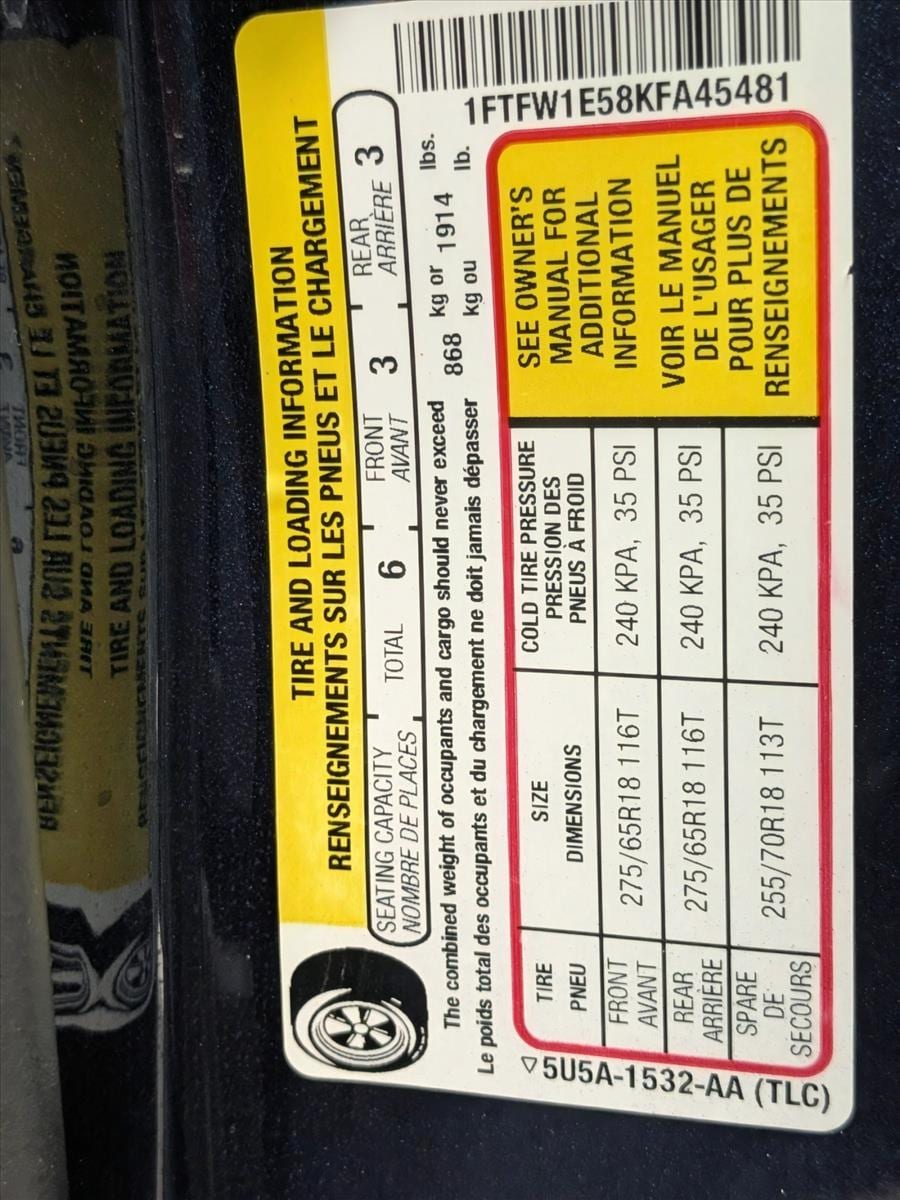 TIRE AND LOADING INFORMATION
RENSEIGNEMENTS SUR LES PNEUS ET LE CHARGEMENT
SEATING CAPACITY TOTAL 6 FRONT 3 REAR 3
NOMBRE DE PLACES AVANT ARRIÈRE
The combined weight of occupants and cargo should never exceed 868 kg or 1914 lbs.
Le poids total des occupants et du chargement ne doit jamais dépasser kg ou lb.
1FTFW1E58KFA45481
TIRE SIZE COLD TIRE PRESSURE
PNEU DIMENSIONS PRESSION DES
PNEUS À FROID
FRONT 275/65R18 116T 240 KPA, 35 PSI
AVANT
REAR 275/65R18 116T 240 KPA, 35 PSI
ARRIÈRE
SPARE 255/70R18 113T 240 KPA, 35 PSI
DE
SECOURS
SEE OWNER'S
MANUAL FOR
ADDITIONAL
INFORMATION
VOIR LE MANUEL
DE L'USAGER
POUR PLUS DE
RENSEIGNEMENTS
5U5A-1532-AA (TLC)